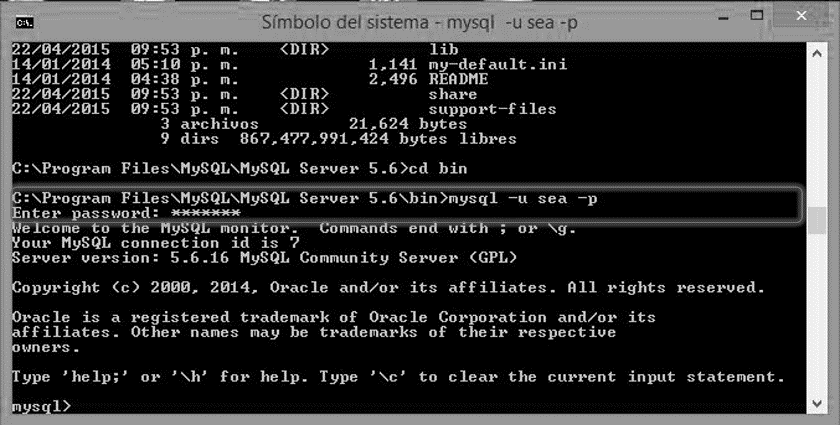 Símbolo del sistema - mysql -u sea -p
22/04/2015 09:53 p. m. <DIR> lib
14/01/2014 05:10 p. m. 1,141 my-default.ini
14/01/2014 04:38 p. m. 2,496 README
22/04/2015 09:53 p. m. <DIR> share
22/04/2015 09:53 p. m. <DIR> support-files
3 archivos 21,624 bytes
9 dirs 867,477,991,424 bytes libres
C:\Program Files\MySQL\MySQL Server 5.6>cd bin
C:\Program Files\MySQL\MySQL Server 5.6\bin>mysql -u sea -p
Enter password: *******
Welcome to the MySQL monitor. Commands end with ; or \g.
Your MySQL connection id is 7
Server version: 5.6.16 MySQL Community Server (GPL)
Copyright (c) 2000, 2014, Oracle and/or its affiliates. All rights reserved.
Oracle is a registered trademark of Oracle Corporation and/or its
affiliates. Other names may be trademarks of their respective
owners.
Type 'help;' or '\h' for help. Type '\c' to clear the current input statement.
mysql>